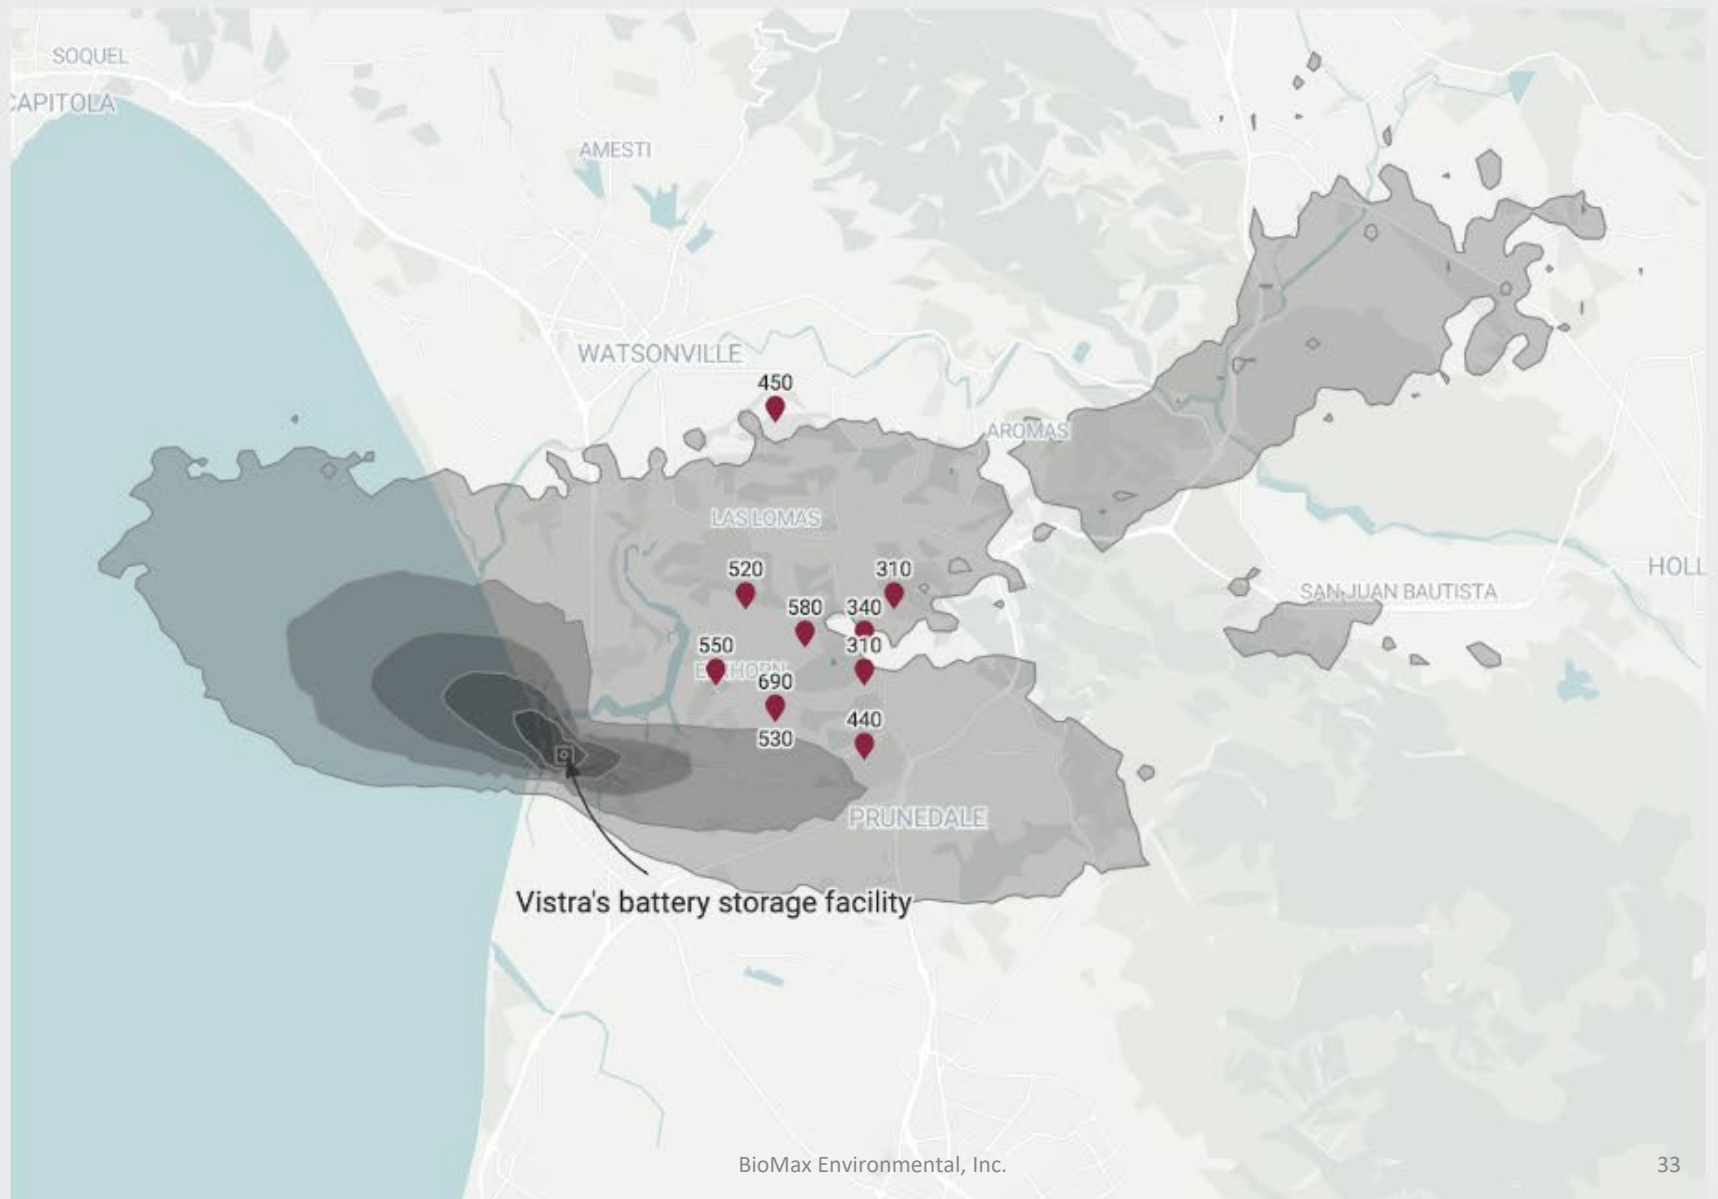 SOQUEL
CAPITOLA
AMESTI
WATSONVILLE
450
AROMAS
LAS LOMAS
520
310
580
340
HOLL
SAN JUAN BAUTISTA
550
310
ELKHORN
690
440
530
PRUNEDALE
Vistra's battery storage facility
BioMax Environmental, Inc.
33